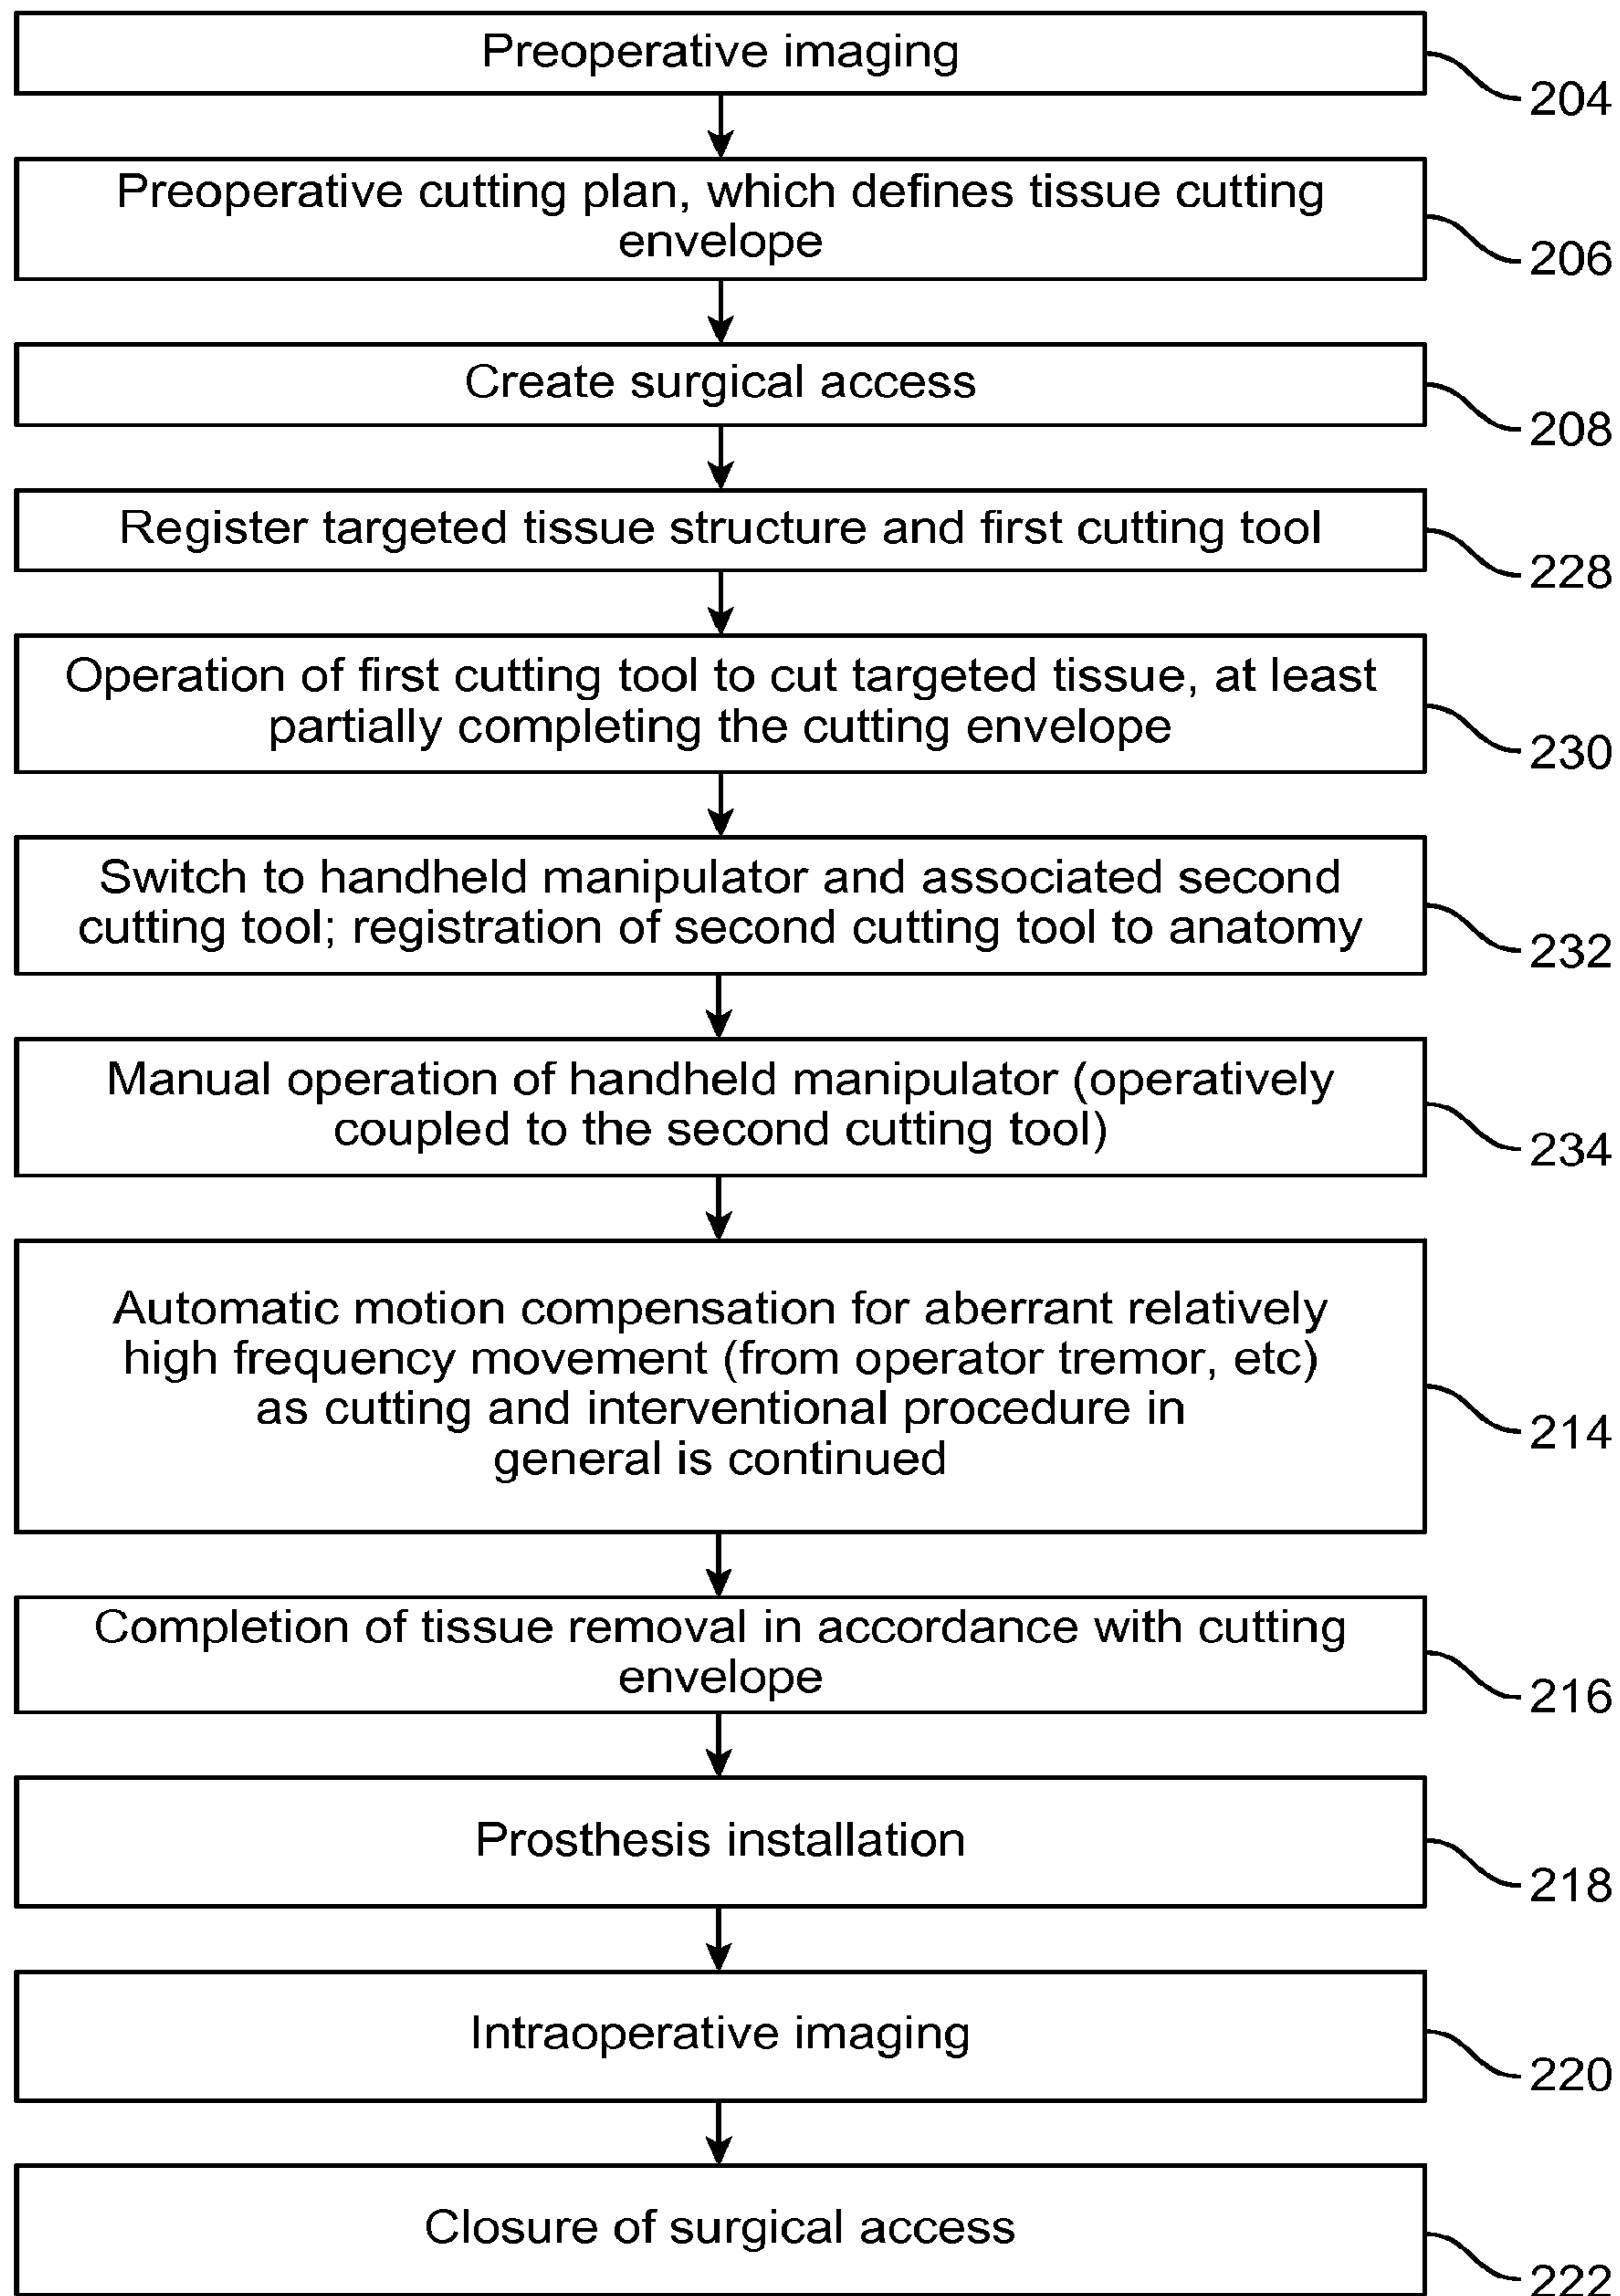 Preoperative imaging
204
Preoperative cutting plan, which defines tissue cutting
envelope
206
Create surgical access
208
Register targeted tissue structure and first cutting tool
228
Operation of first cutting tool to cut targeted tissue, at least
partially completing the cutting envelope
230
Switch to handheld manipulator and associated second
cutting tool; registration of second cutting tool to anatomy
232
Manual operation of handheld manipulator (operatively
coupled to the second cutting tool)
234
Automatic motion compensation for aberrant relatively
high frequency movement (from operator tremor, etc)
as cutting and interventional procedure in
general is continued
214
Completion of tissue removal in accordance with cutting
envelope
216
Prosthesis installation
218
Intraoperative imaging
220
Closure of surgical access
222